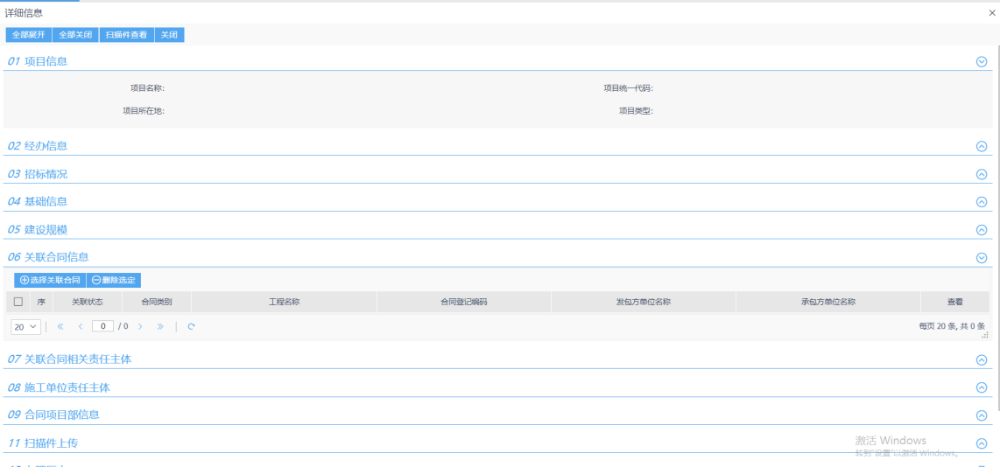 详细信息 ×
全部展开 全部关闭 扫描件查看 关闭
01 项目信息
项目名称: 项目统一代码:
项目所在地: 项目类型:
02 经办信息
03 招标情况
04 基础信息
05 建设规模
06 关联合同信息
选择关联合同 删除选定
序 关联状态 合同类别 工程名称 合同登记编码 发包方单位名称 承包方单位名称 查看
20 0 / 0 每页 20 条, 共 0 条
07 关联合同相关责任主体
08 施工单位责任主体
09 合同项目部信息
11 扫描件上传
激活 Windows
转到"设置"以激活 Windows。